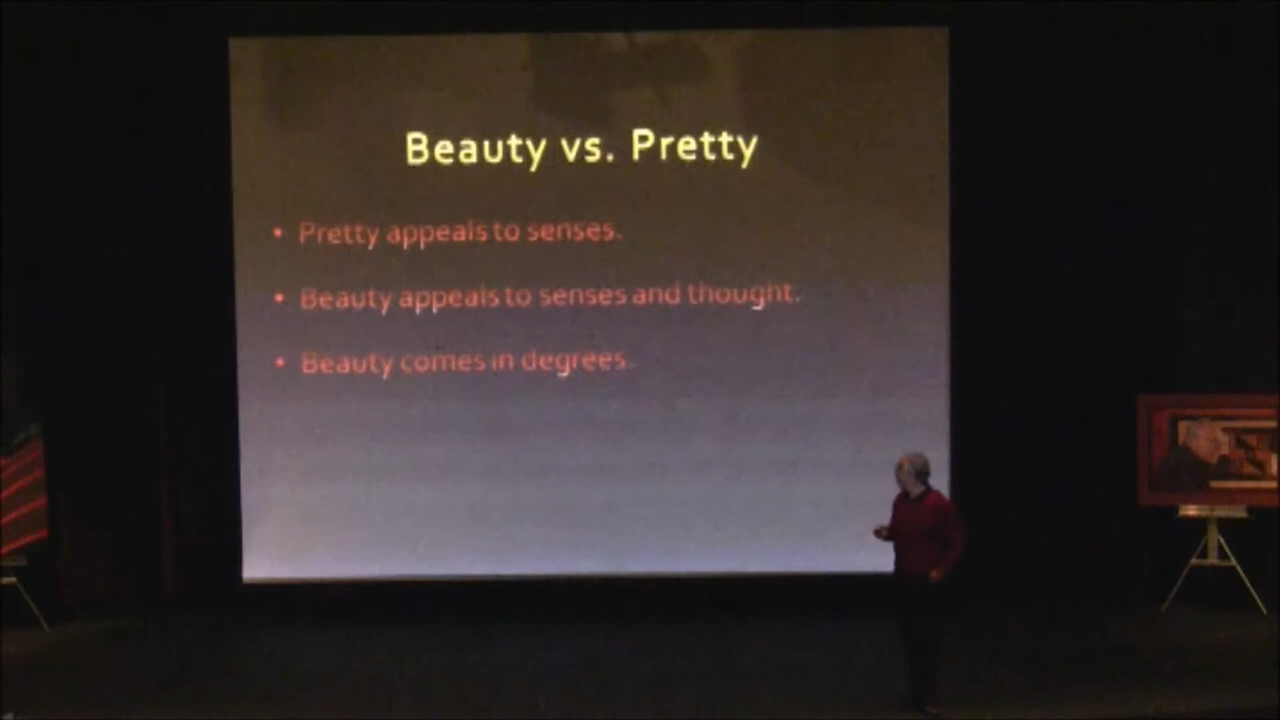 Beauty vs. Pretty
• Pretty appeals to senses.
• Beauty appeals to senses and thought.
• Beauty comes in degrees.